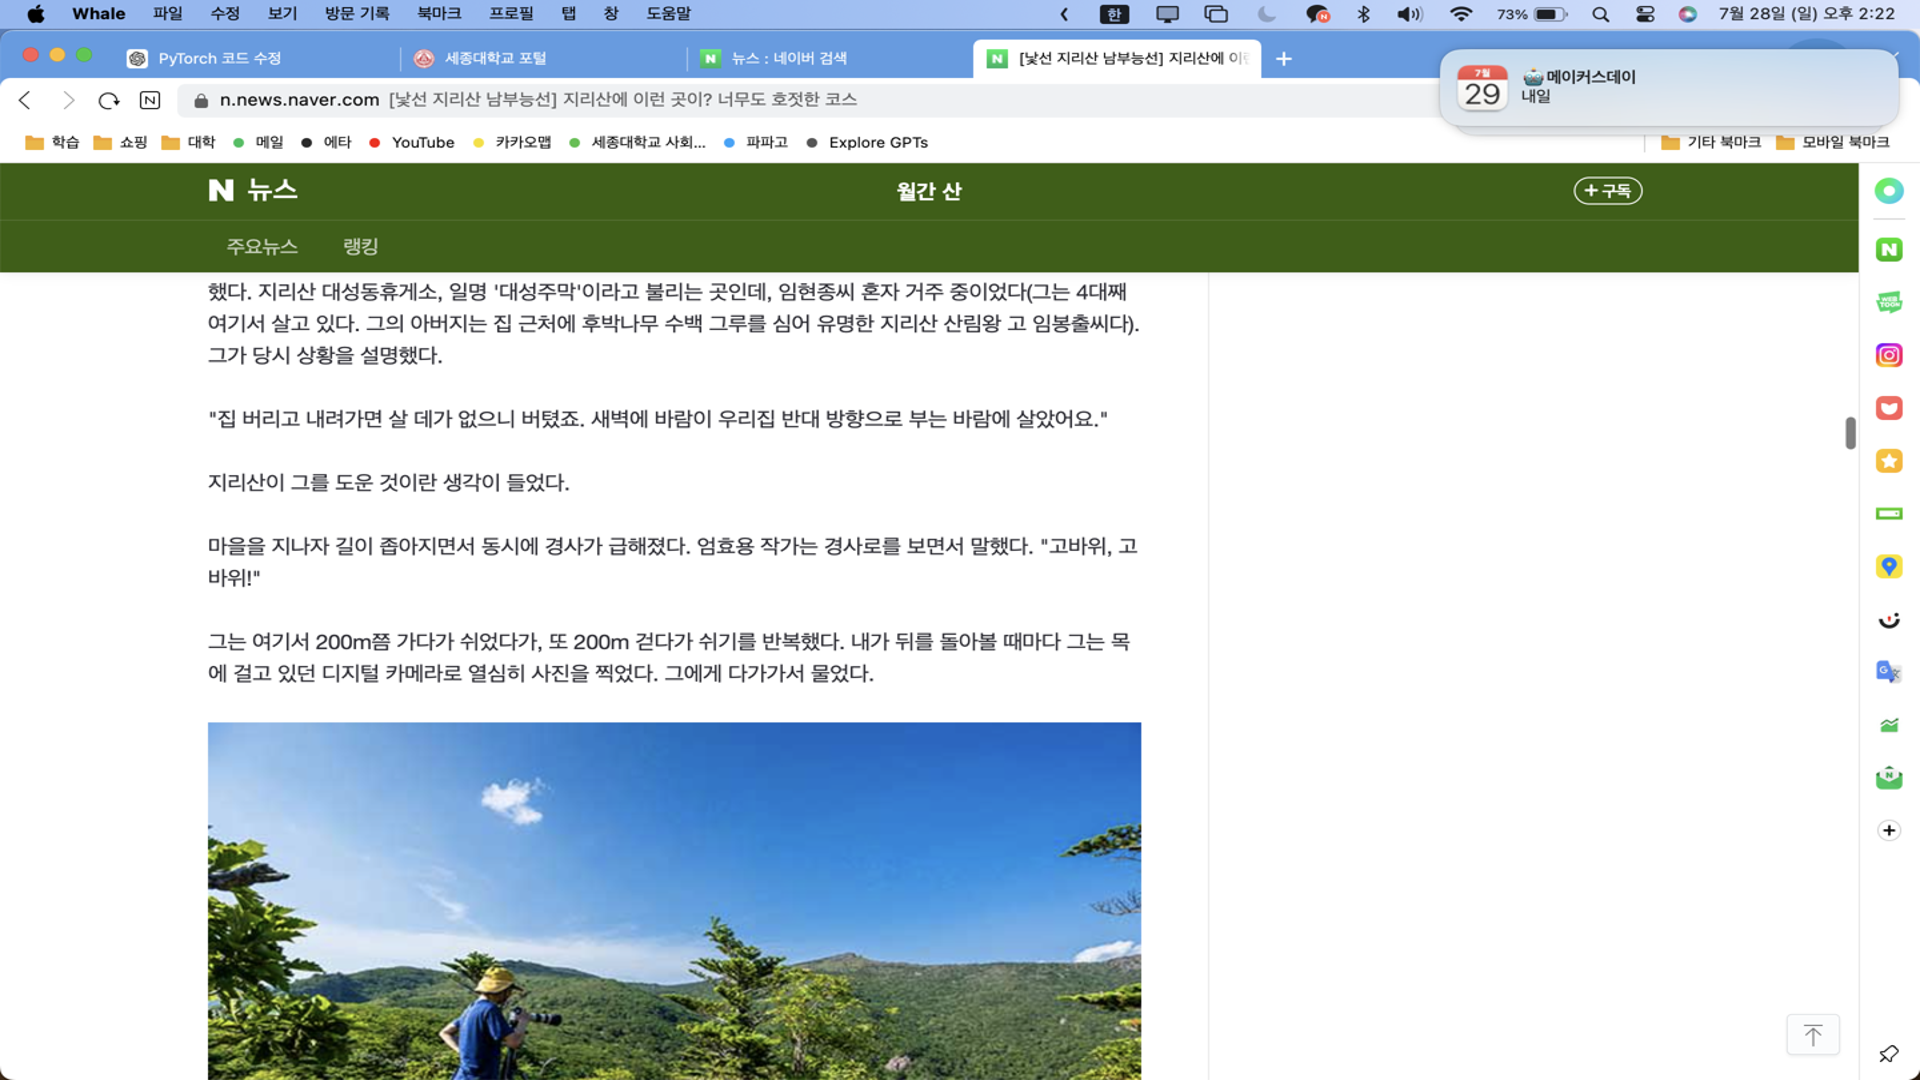 Whale 파일 수정 보기 방문 기록 북마크 프로필 탭 창 도움말 한 73% 7월 28일 (일) 오후 2:22
PyTorch 코드 수정 세종대학교 포털 뉴스 : 네이버 검색 [낯선 지리산 남부능선] 지리산에 이런
7월
29
메이커스데이
내일
n.news.naver.com [낯선 지리산 남부능선] 지리산에 이런 곳이? 너무도 호젓한 코스
학습 쇼핑 대학 메일 에타 YouTube 카카오맵 세종대학교 사회... 파파고 Explore GPTs 기타 북마크 모바일 북마크
N 뉴스 월간 산 + 구독
주요뉴스 랭킹
했다. 지리산 대성동휴게소, 일명 '대성주막'이라고 불리는 곳인데, 임현종씨 혼자 거주 중이었다(그는 4대째
여기서 살고 있다. 그의 아버지는 집 근처에 후박나무 수백 그루를 심어 유명한 지리산 산림왕 고 임봉출씨다).
그가 당시 상황을 설명했다.
"집 버리고 내려가면 살 데가 없으니 버텼죠. 새벽에 바람이 우리집 반대 방향으로 부는 바람에 살았어요."
지리산이 그를 도운 것이란 생각이 들었다.
마을을 지나자 길이 좁아지면서 동시에 경사가 급해졌다. 엄효용 작가는 경사로를 보면서 말했다. "고바위, 고
바위!"
그는 여기서 200m쯤 가다가 쉬었다가, 또 200m 걷다가 쉬기를 반복했다. 내가 뒤를 돌아볼 때마다 그는 목
에 걸고 있던 디지털 카메라로 열심히 사진을 찍었다. 그에게 다가가서 물었다.